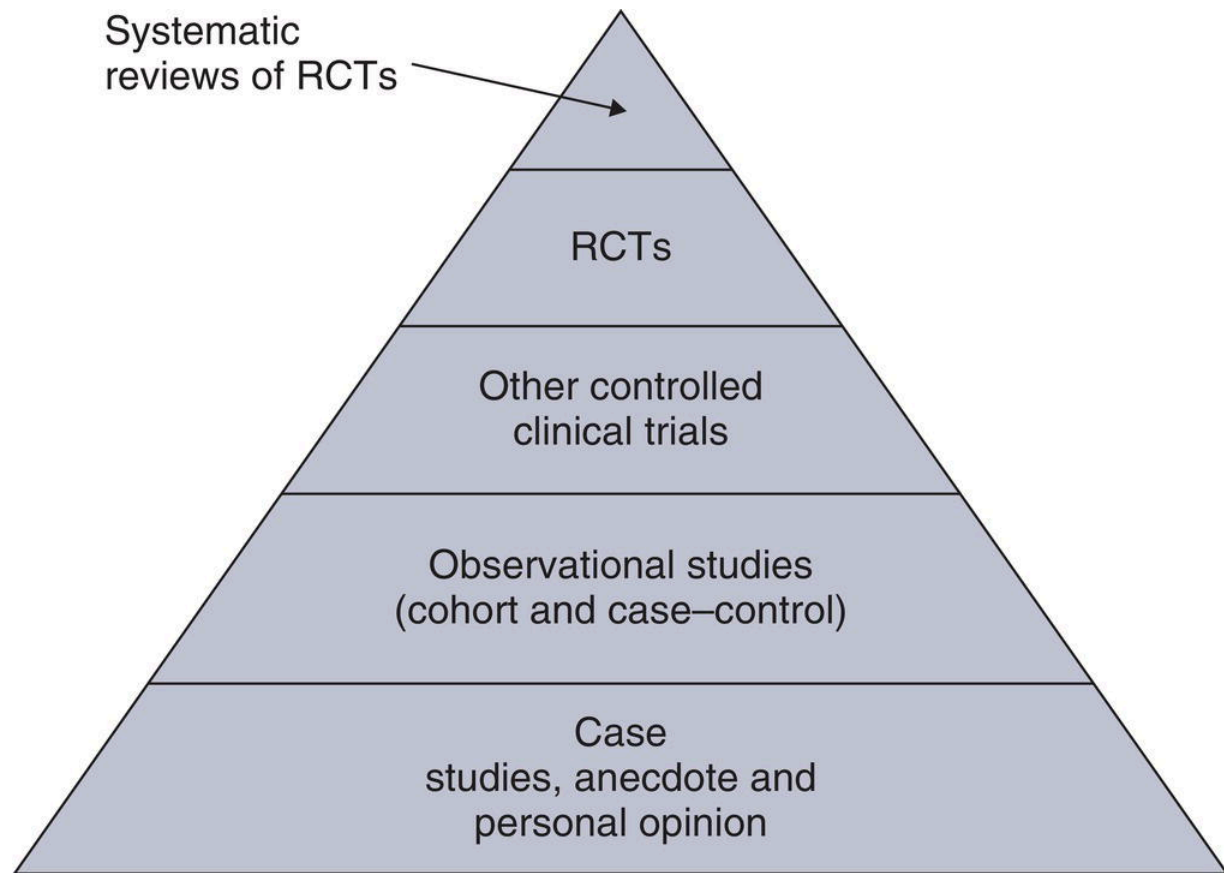 Systematic
reviews of RCTs
RCTs
Other controlled
clinical trials
Observational studies
(cohort and case–control)
Case
studies, anecdote and
personal opinion